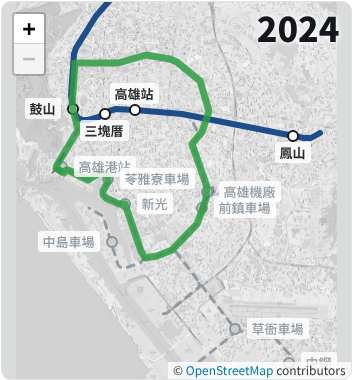 +
2024
−
高雄站
鼓山
三塊厝
鳳山
高雄港站
苓雅寮車場
高雄機廠
新光
前鎮車場
中島車場
草衙車場
中鋼
© OpenStreetMap contributors